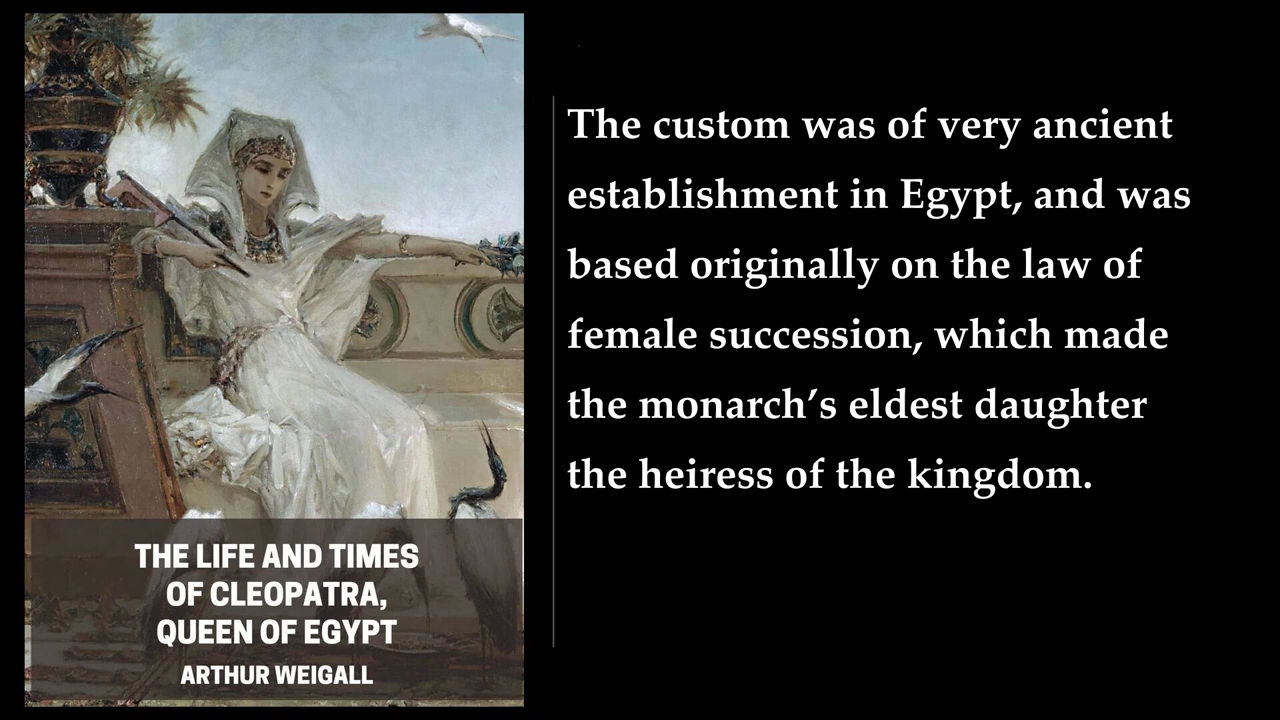 THE LIFE AND TIMES
OF CLEOPATRA,
QUEEN OF EGYPT
ARTHUR WEIGALL
The custom was of very ancient
establishment in Egypt, and was
based originally on the law of
female succession, which made
the monarch’s eldest daughter
the heiress of the kingdom.